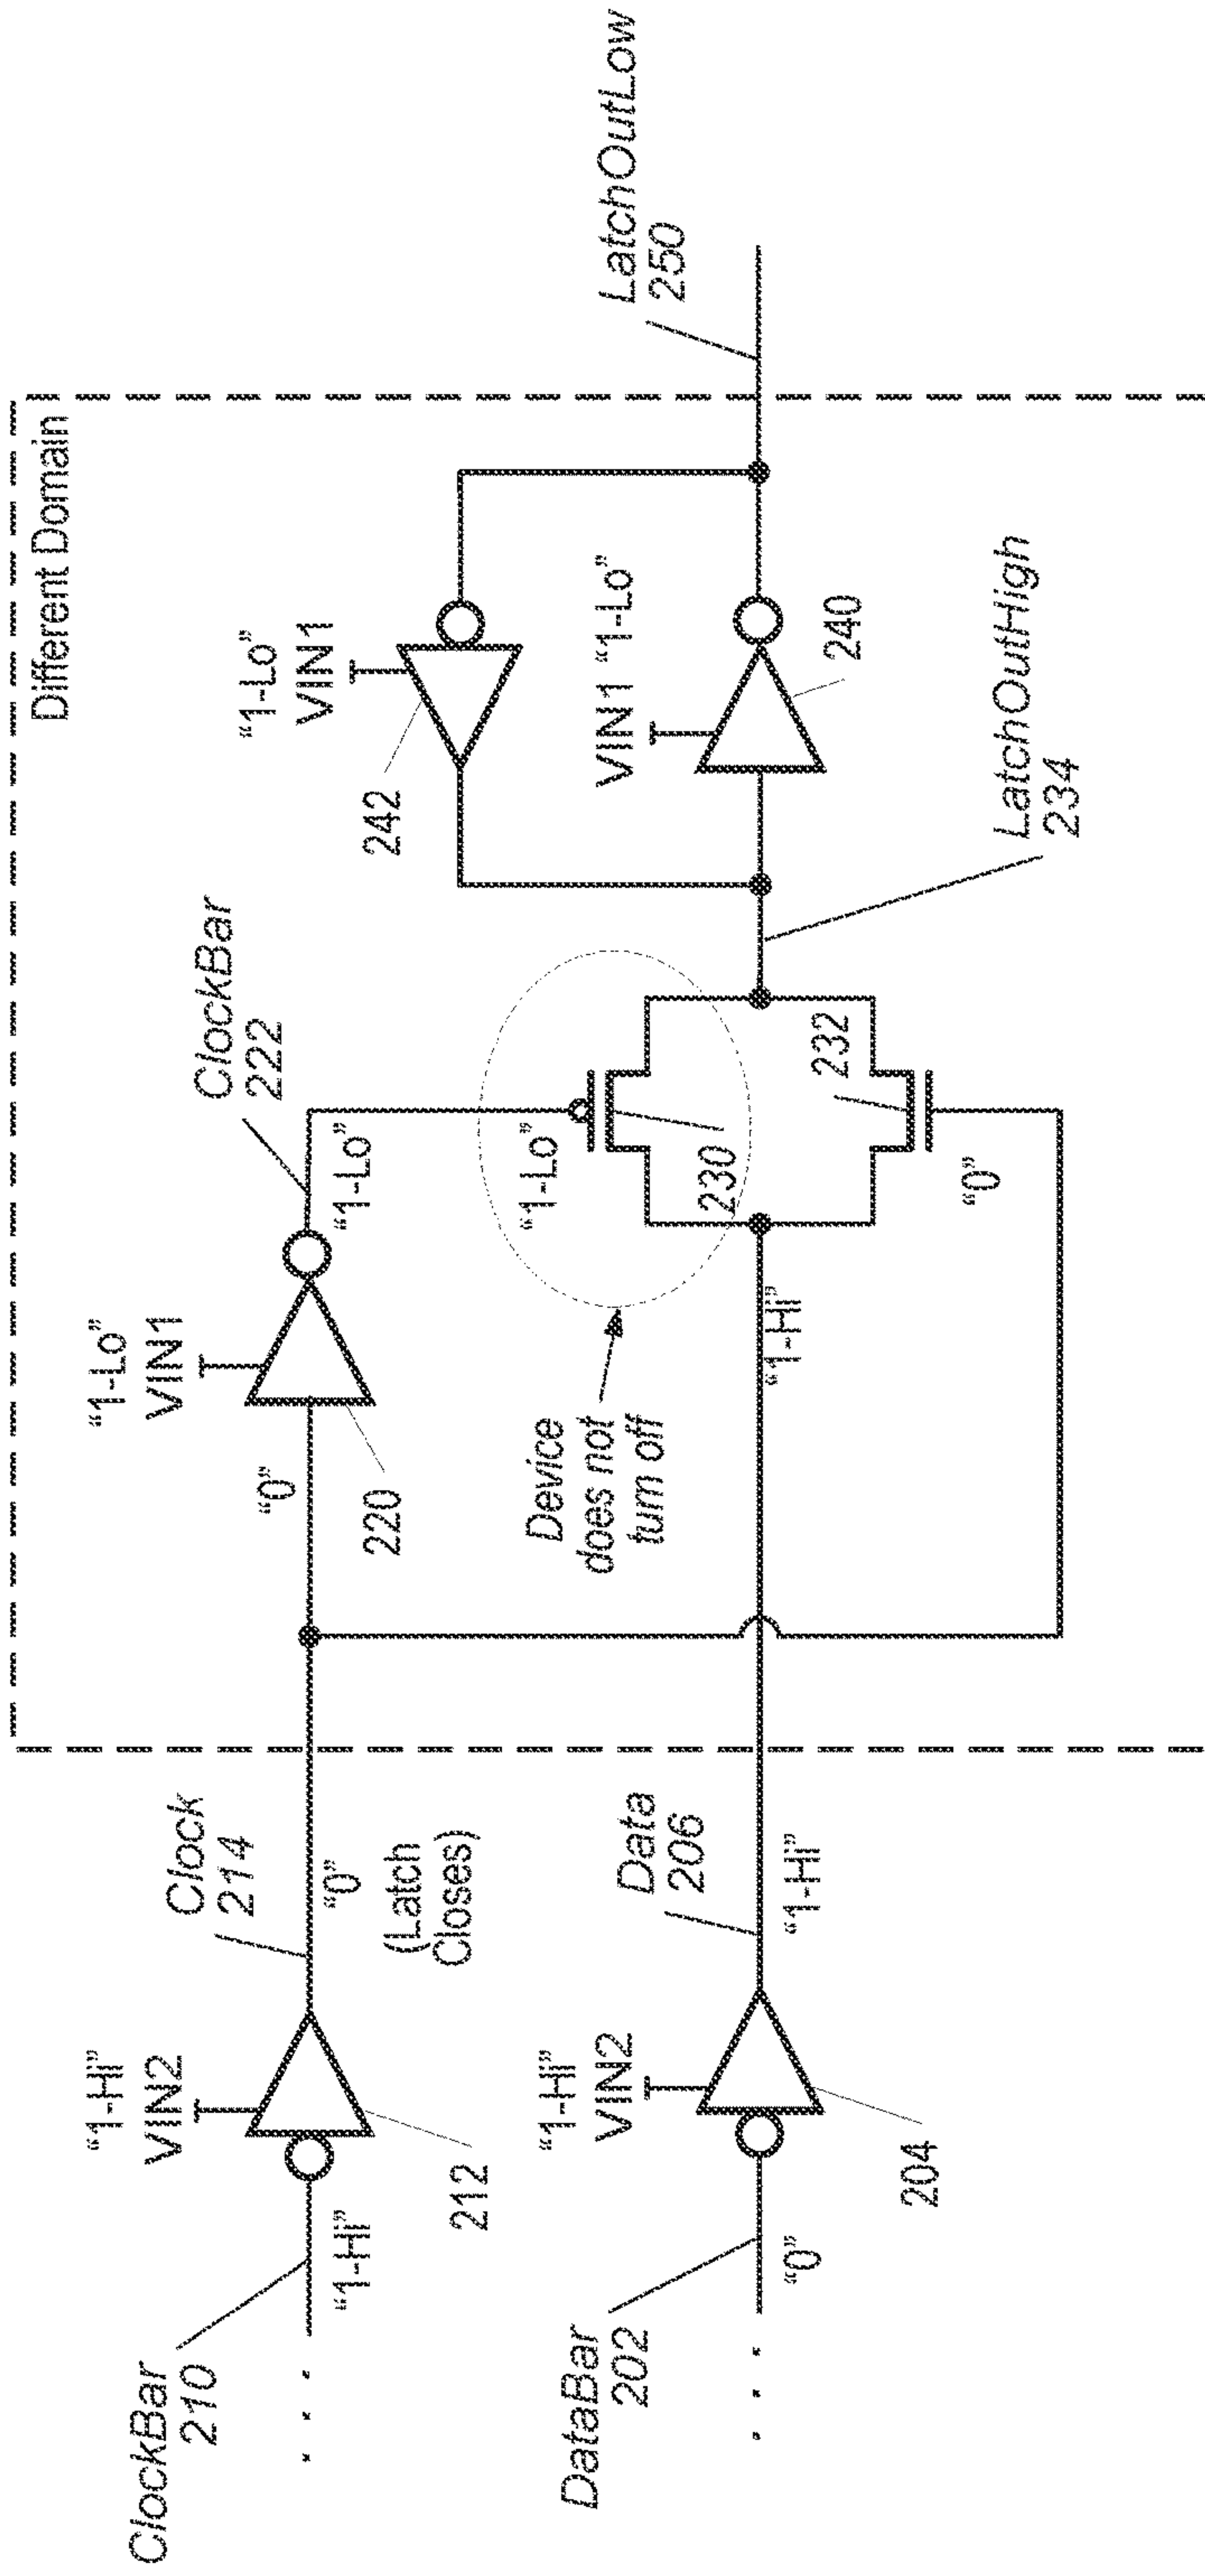 Different Domain
"1-Hi"
VIN2
ClockBar
210
"1-Hi"
212
Clock
214
"0"
(Latch
Closes)
"1-Lo"
VIN1
"0"
220
ClockBar
222
"1-Lo"
"1-Lo"
VIN1
242
VIN1 "1-Lo"
240
LatchOutLow
250
Device
does not
turn off
"1-Lo"
230
232
"0"
LatchOutHigh
234
"1-Hi"
VIN2
DataBar
202
"0"
204
Data
206
"1-Hi"
"1-Hi"